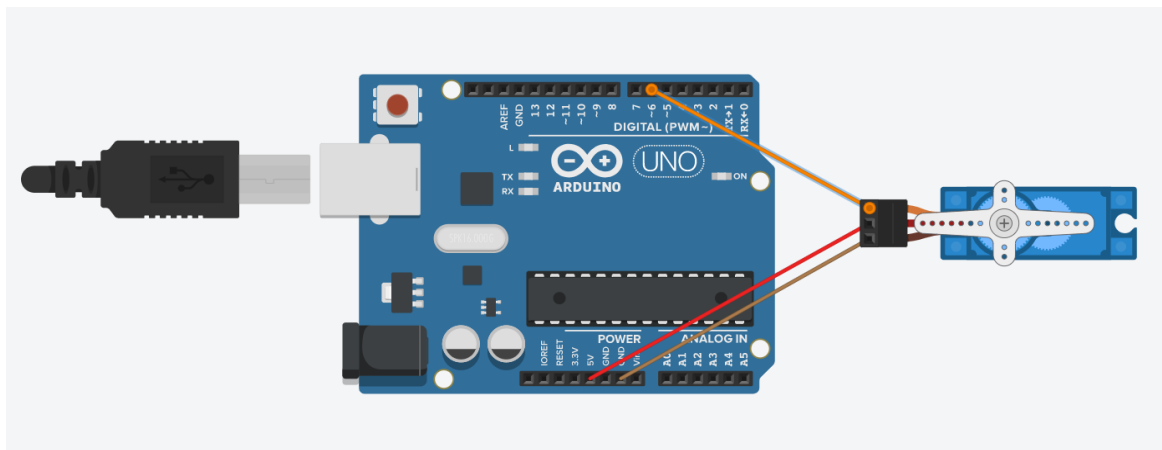 AREF
GND
13
12
~11
~10
~9
8
7
~6
~5
3
2
TX→1
RX←0
DIGITAL (PWM~)
L
TX
RX
UNO
ARDUINO
ON
POWER
ANALOG IN
IOREF
RESET
3.3V
5V
GND
GND
VIN
A0
A1
A2
A3
A4
A5